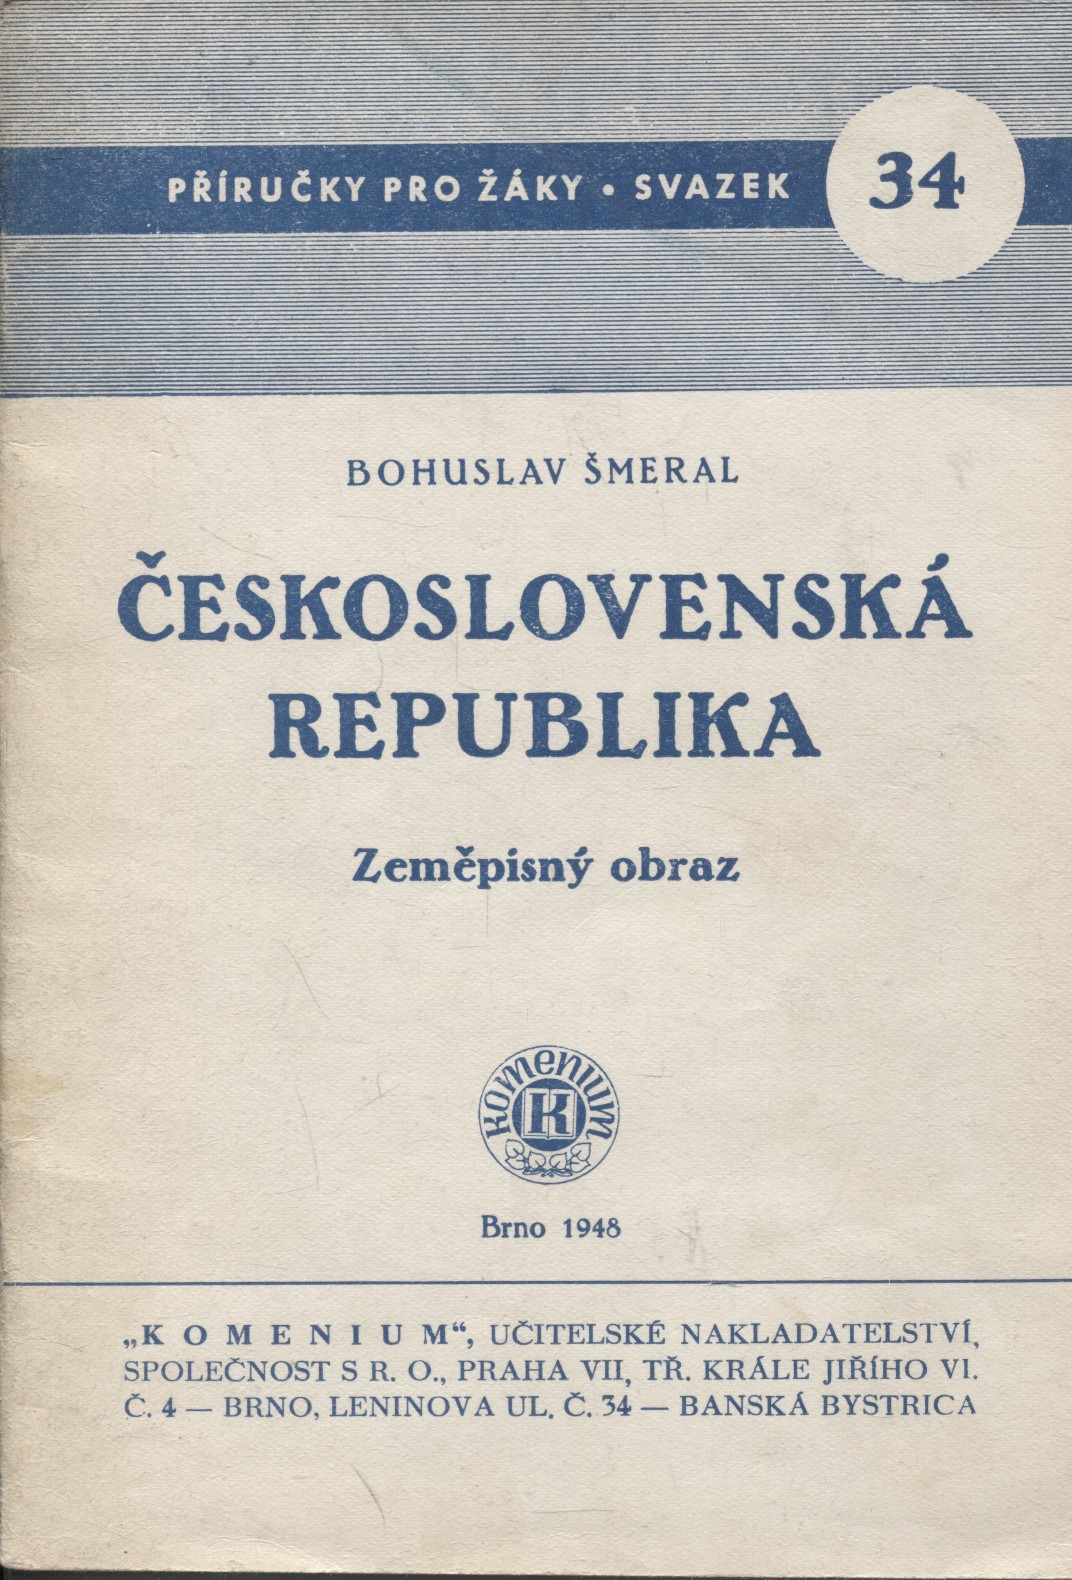 PŘÍRUČKY PRO ŽÁKY • SVAZEK 34
BOHUSLAV ŠMERAL
ČESKOSLOVENSKÁ
REPUBLIKA
Zeměpisný obraz
KOMENIUM
K
Brno 1948
„KOMENIUM“, UČITELSKÉ NAKLADATELSTVÍ,
SPOLEČNOST S R. O., PRAHA VII, TŘ. KRÁLE JIŘÍHO VI.
Č. 4 — BRNO, LENINOVA UL. Č. 34 — BANSKÁ BYSTRICA